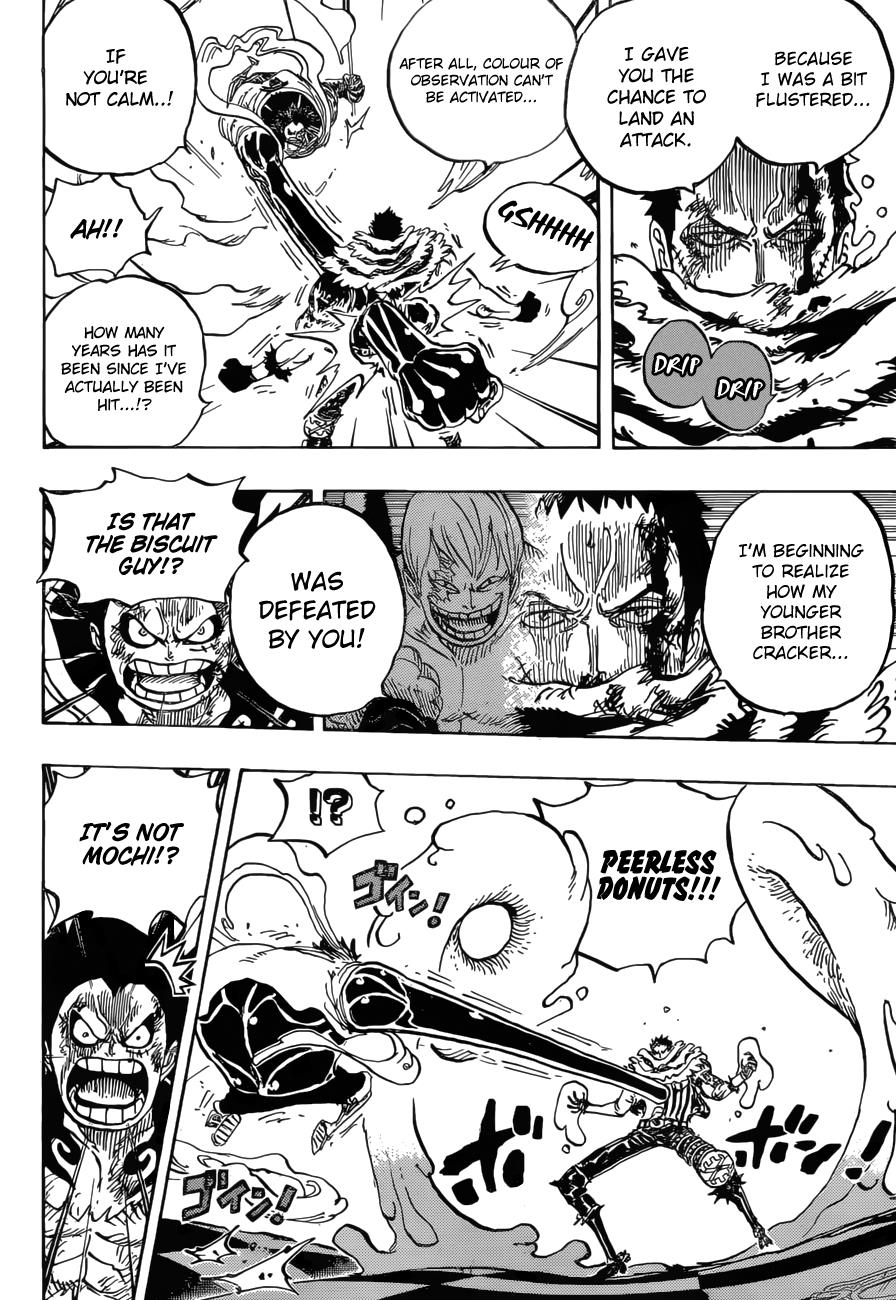 BECAUSE
I WAS A BIT
FLUSTERED...
I GAVE
YOU THE
CHANCE TO
LAND AN
ATTACK.
DRIP
DRIP
AFTER ALL, COLOUR OF
OBSERVATION CAN'T
BE ACTIVATED...
IF
YOU'RE
NOT CALM..!
GSHHHH
AH!!
HOW MANY
YEARS HAS IT
BEEN SINCE I'VE
ACTUALLY BEEN
HIT...!?
I'M BEGINNING
TO REALIZE
HOW MY
YOUNGER
BROTHER
CRACKER...
WAS
DEFEATED
BY YOU!
IS THAT
THE BISCUIT
GUY!?
PEERLESS
DONUTS!!!
!?
ゴイン!
ボボ
ボボ
ゴイン!
IT'S NOT
MOCHI!?